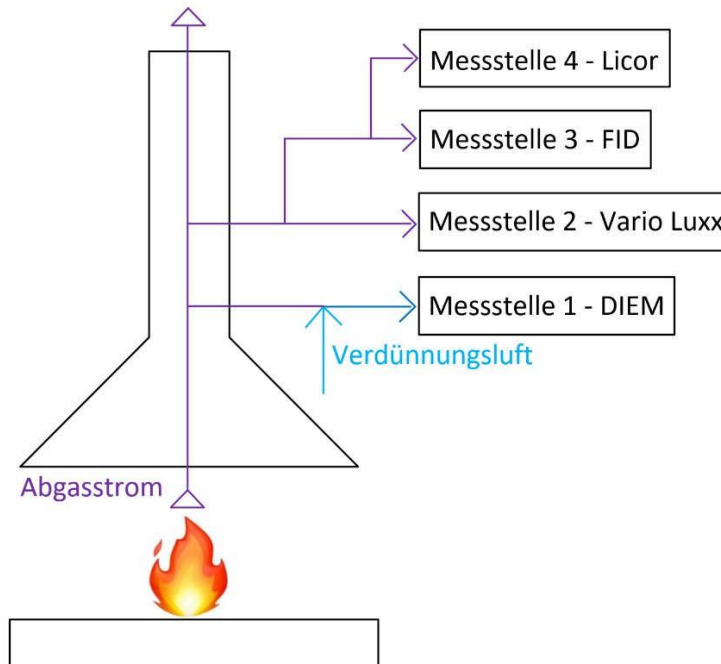 Messstelle 4 - Licor
Messstelle 3 - FID
Messstelle 2 - Vario Luxx
Messstelle 1 - DIEM
Verdünnungsluft
Abgasstrom